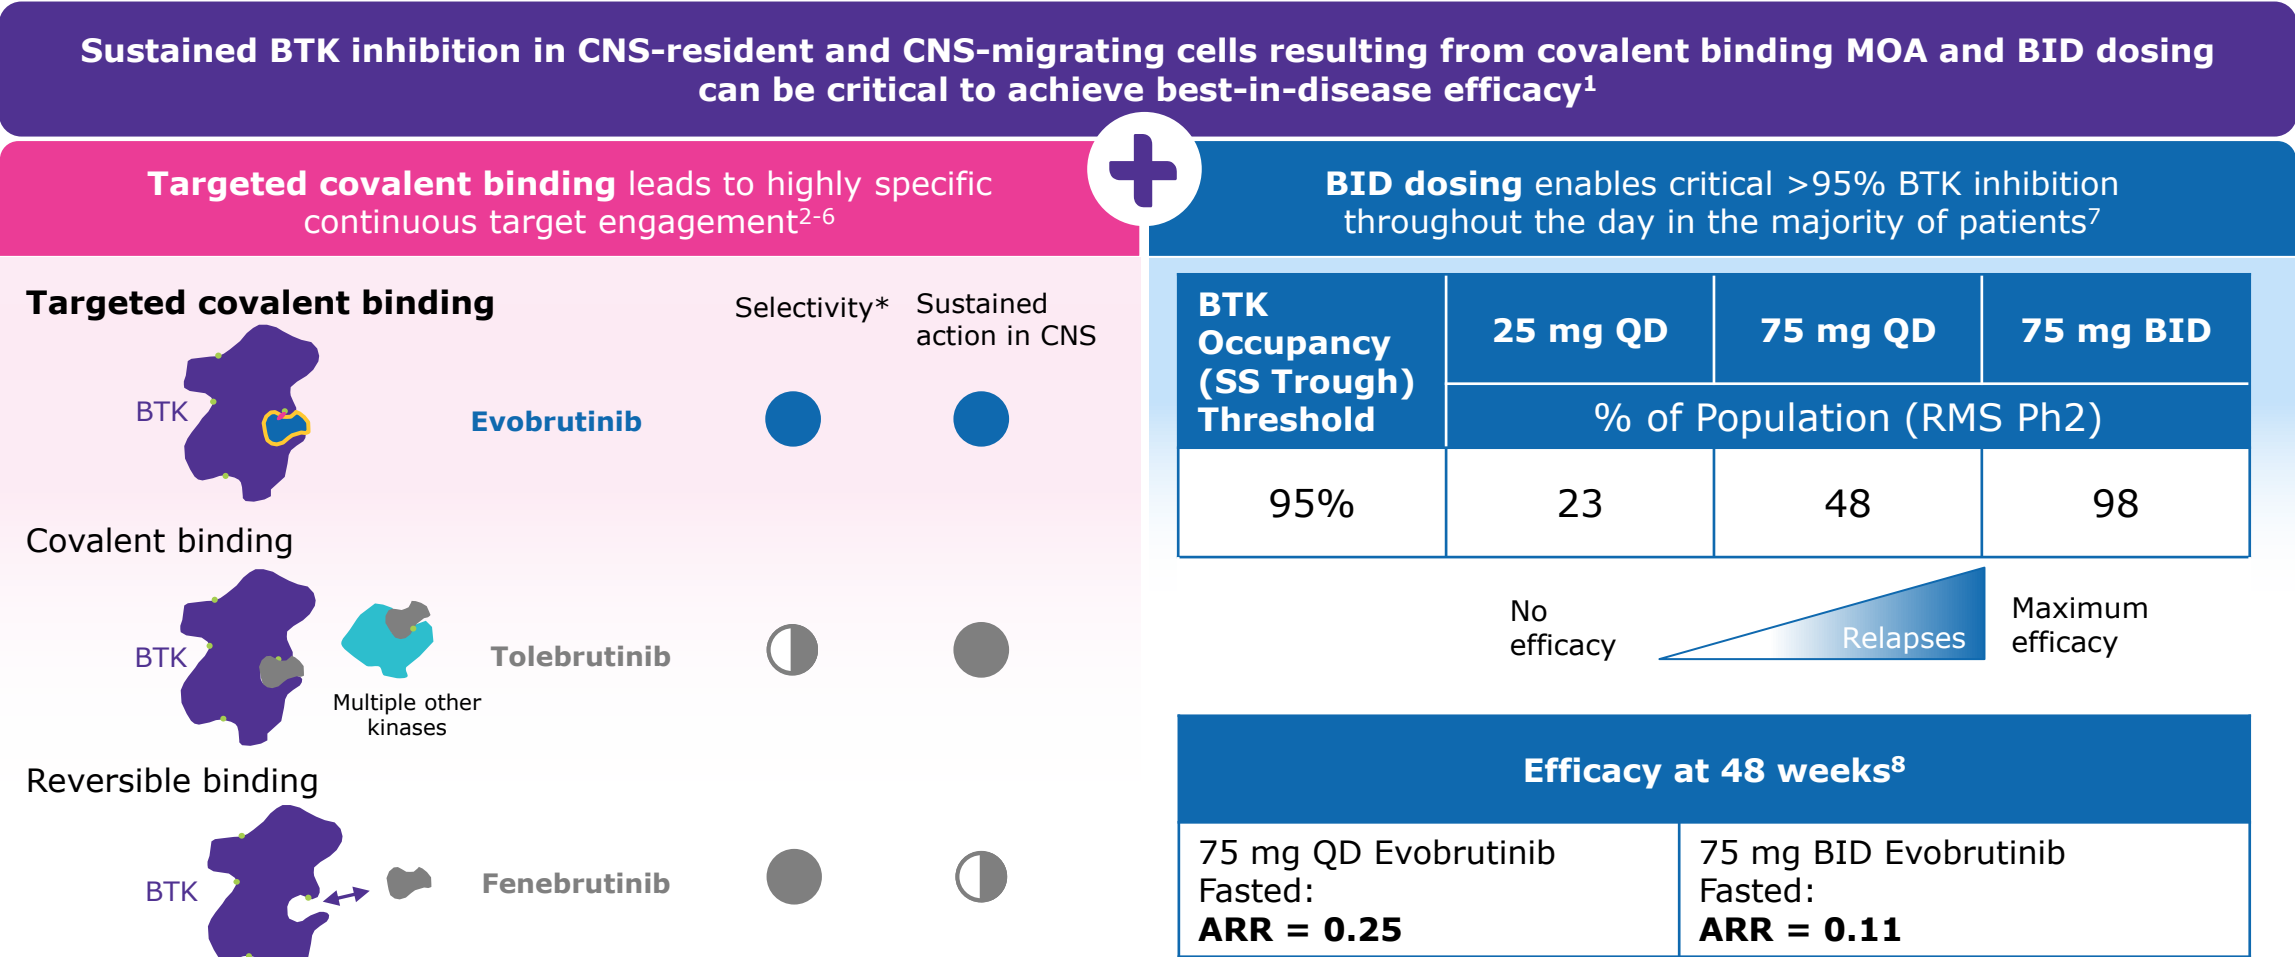 Sustained BTK inhibition in CNS-resident and CNS-migrating cells resulting from covalent binding MOA and BID dosing
can be critical to achieve best-in-disease efficacy¹
Targeted covalent binding leads to highly specific
continuous target engagement²⁻⁶
Targeted covalent binding
Selectivity*
Sustained
action in CNS
BTK
Evobrutinib
Covalent binding
BTK
Multiple other
kinases
Tolebrutinib
Reversible binding
BTK
Fenebrutinib
BID dosing enables critical >95% BTK inhibition
throughout the day in the majority of patients⁷
BTK
Occupancy
(SS Trough)
Threshold
25 mg QD
75 mg QD
75 mg BID
% of Population (RMS Ph2)
95%
23
48
98
No
efficacy
Relapses
Maximum
efficacy
Efficacy at 48 weeks⁸
75 mg QD Evobrutinib
Fasted:
ARR = 0.25
75 mg BID Evobrutinib
Fasted:
ARR = 0.11